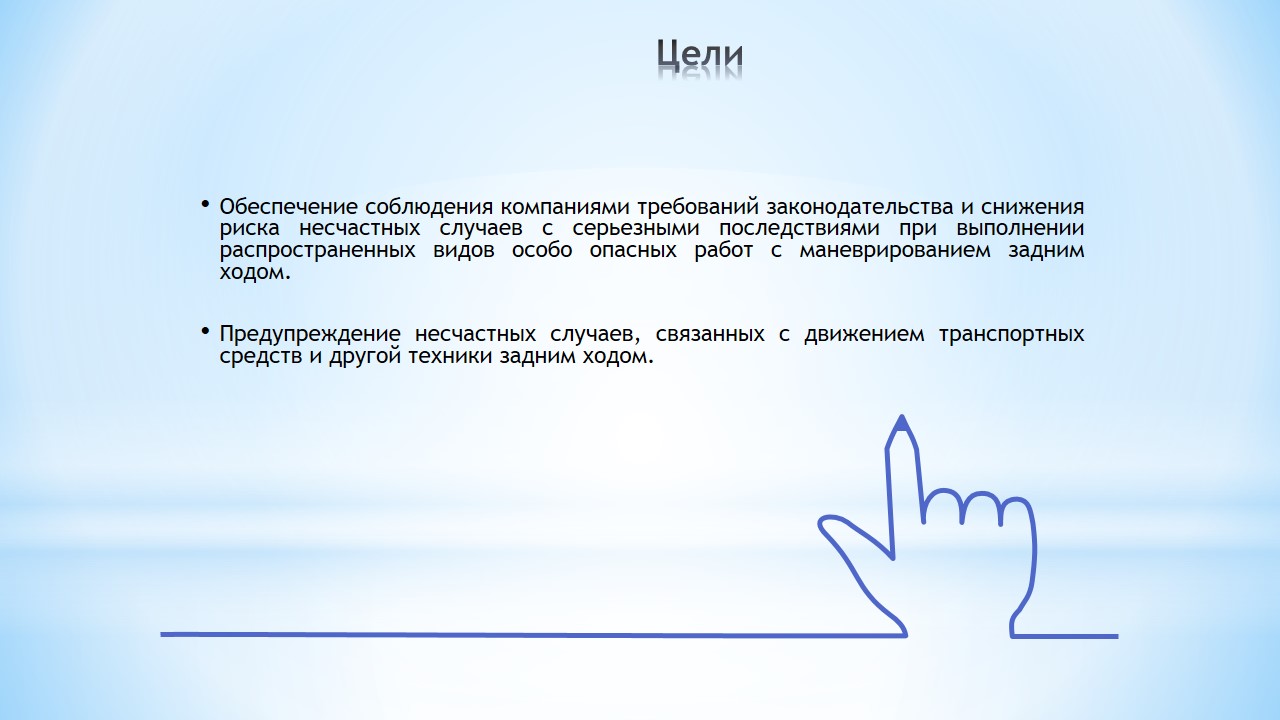 Цели
• Обеспечение соблюдения компаниями требований законодательства и снижения
риска несчастных случаев с серьезными последствиями при выполнении
распространенных видов особо опасных работ с маневрированием задним
ходом.
• Предупреждение несчастных случаев, связанных с движением транспортных
средств и другой техники задним ходом.